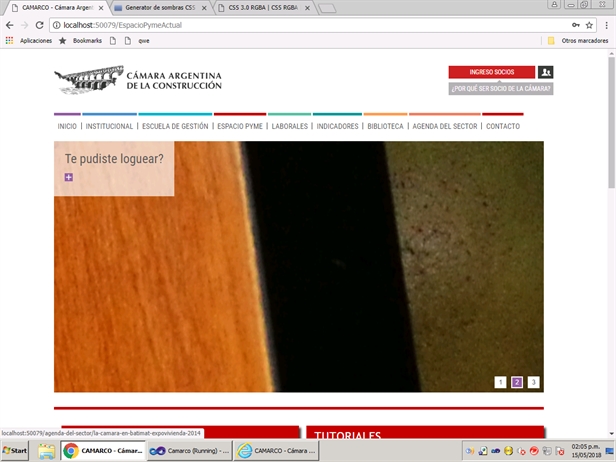 CAMARCO - Cámara Argen
Generator de sombras CSS
CSS 3.0 RGBA | CSS RGBA
localhost:50079/EspacioPymeActual
Aplicaciones
Bookmarks
qwe
Otros marcadores
CÁMARA ARGENTINA
DE LA CONSTRUCCIÓN
INGRESO SOCIOS
¿POR QUÉ SER SOCIO DE LA CÁMARA?
INICIO | INSTITUCIONAL | ESCUELA DE GESTIÓN | ESPACIO PYME | LABORALES | INDICADORES | BIBLIOTECA | AGENDA DEL SECTOR | CONTACTO
Te pudiste loguear?
1 2 3
localhost:50079/agenda-del-sector/la-camara-en-batimat-expovivienda-2014
TUTORIALES
Start
CAMARCO - Cámar...
Camarco (Running) - ...
CAMARCO - Cámara ...
02:05 p.m.
15/05/2018